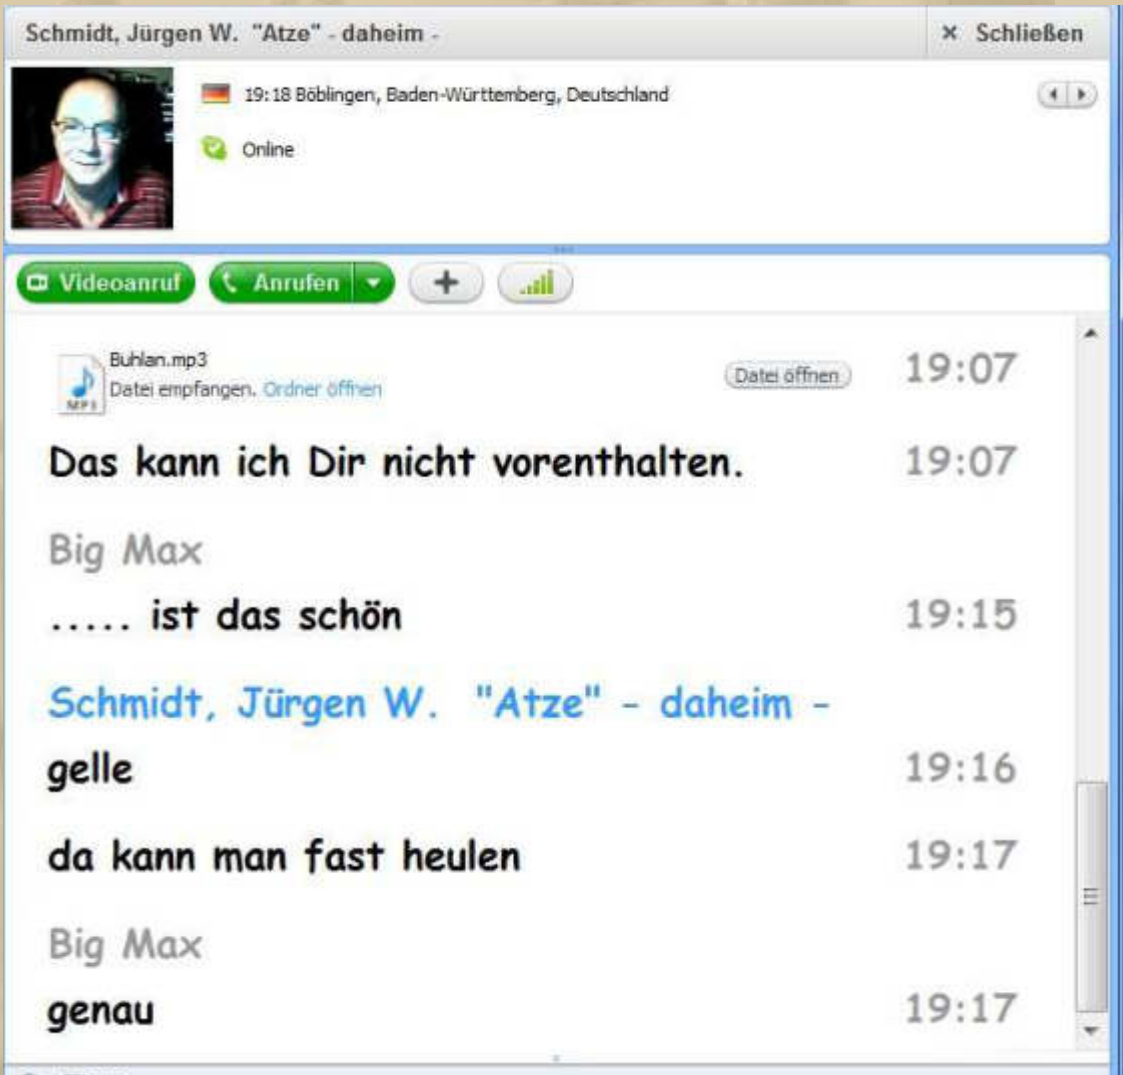 Schmidt, Jürgen W. "Atze" - daheim -
× Schließen
19:18 Böblingen, Baden-Württemberg, Deutschland
Online
Videoanruf
Anrufen
Buhlan.mp3
Datei empfangen. Ordner öffnen
MP3
Datei öffnen
19:07
Das kann ich Dir nicht vorenthalten. 19:07
Big Max
..... ist das schön 19:15
Schmidt, Jürgen W. "Atze" - daheim -
gelle 19:16
da kann man fast heulen 19:17
Big Max
genau 19:17